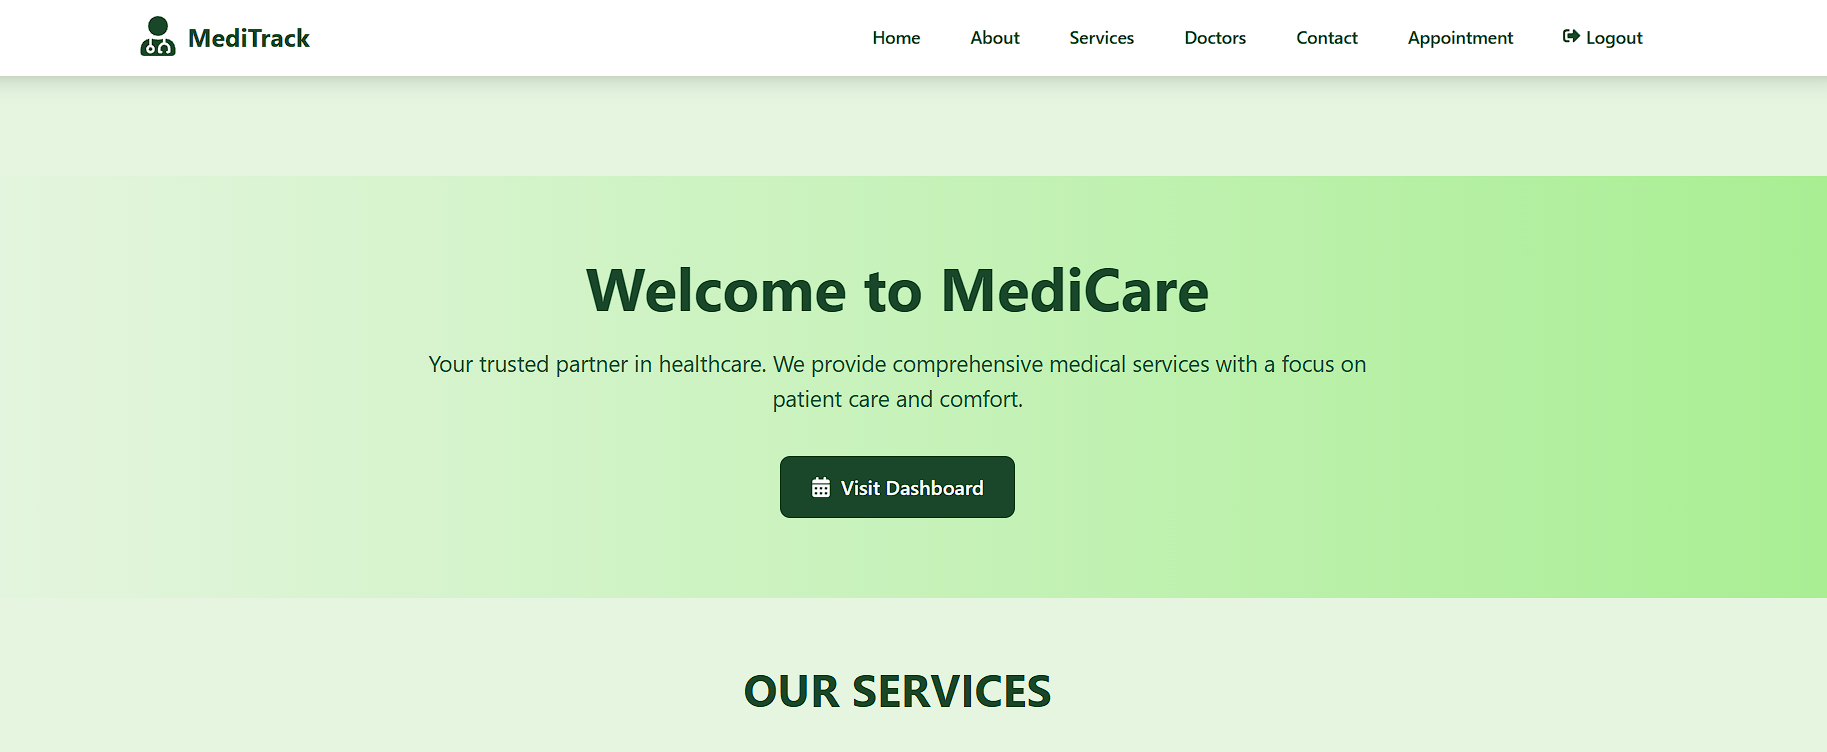 MediTrack
Home About Services Doctors Contact Appointment Logout
Welcome to MediCare
Your trusted partner in healthcare. We provide comprehensive medical services with a focus on
patient care and comfort.
Visit Dashboard
OUR SERVICES